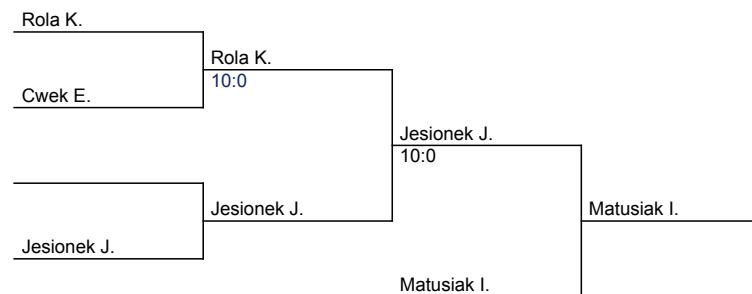 Rola K.
Rola K.
10:0
Cwek E.
Jesionek J.
10:0
Jesionek J.
Matusiak I.
Jesionek J.
Matusiak I.